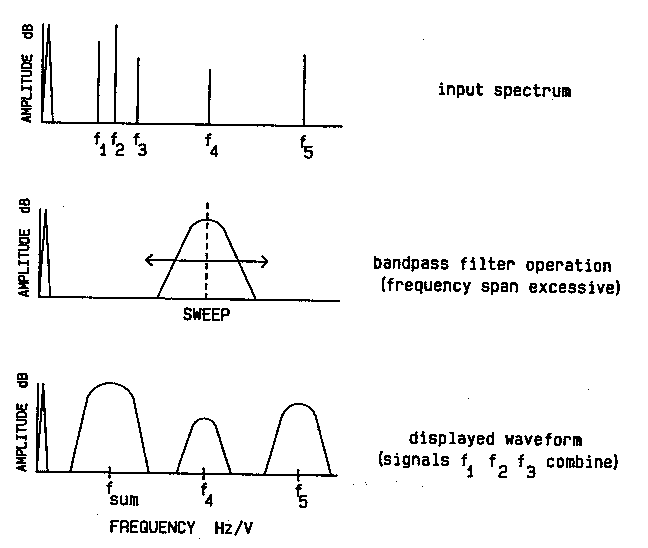 AMPLITUDE dB
input spectrum
f1 f2 f3 f4 f5
AMPLITUDE dB
bandpass filter operation
(frequency span excessive)
SWEEP
AMPLITUDE dB
displayed waveform
(signals f1 f2 f3 combine)
f sum f4 f5
FREQUENCY Hz/V